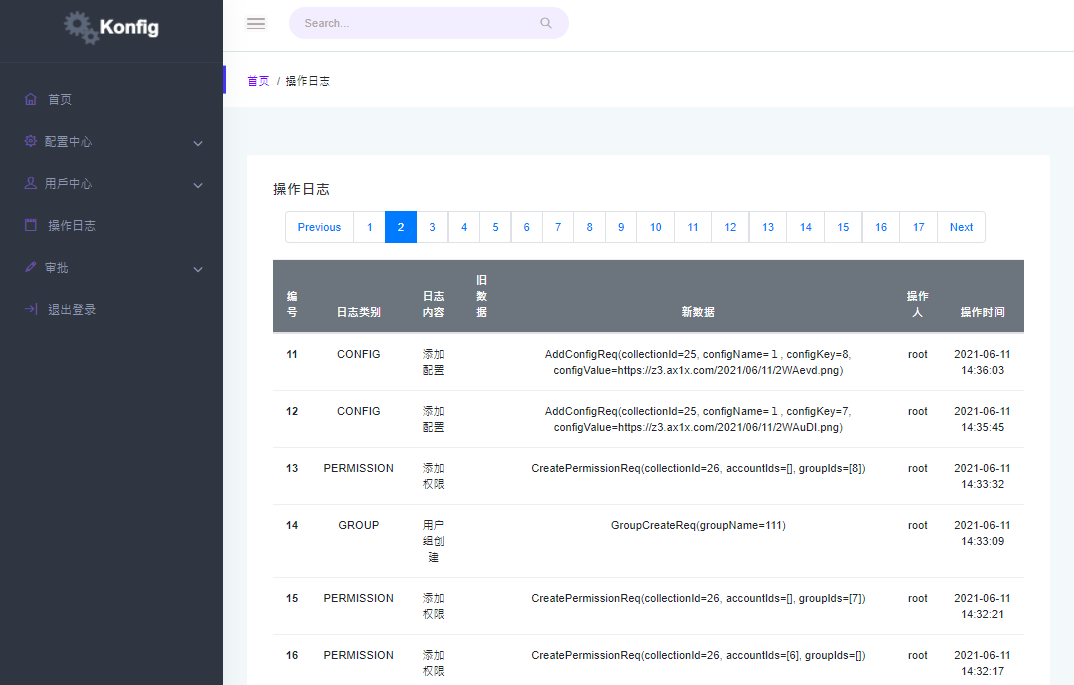 Konfig
Search...
首页
配置中心
用戶中心
操作日志
审批
退出登录
首页 / 操作日志
操作日志
Previous 1 2 3 4 5 6 7 8 9 10 11 12 13 14 15 16 17 Next
编号 日志类别 日志内容 旧数据 新数据 操作人 操作时间
11 CONFIG 添加配置 AddConfigReq(collectionId=25, configName=１, configKey=8,
configValue=https://z3.ax1x.com/2021/06/11/2WAevd.png) root 2021-06-11
14:36:03
12 CONFIG 添加配置 AddConfigReq(collectionId=25, configName=１, configKey=7,
configValue=https://z3.ax1x.com/2021/06/11/2WAuDI.png) root 2021-06-11
14:35:45
13 PERMISSION 添加权限 CreatePermissionReq(collectionId=26, accountIds=[], groupIds=[8]) root 2021-06-11
14:33:32
14 GROUP 用户组创建 GroupCreateReq(groupName=111) root 2021-06-11
14:33:09
15 PERMISSION 添加权限 CreatePermissionReq(collectionId=26, accountIds=[], groupIds=[7]) root 2021-06-11
14:32:21
16 PERMISSION 添加权限 CreatePermissionReq(collectionId=26, accountIds=[6], groupIds=[]) root 2021-06-11
14:32:17